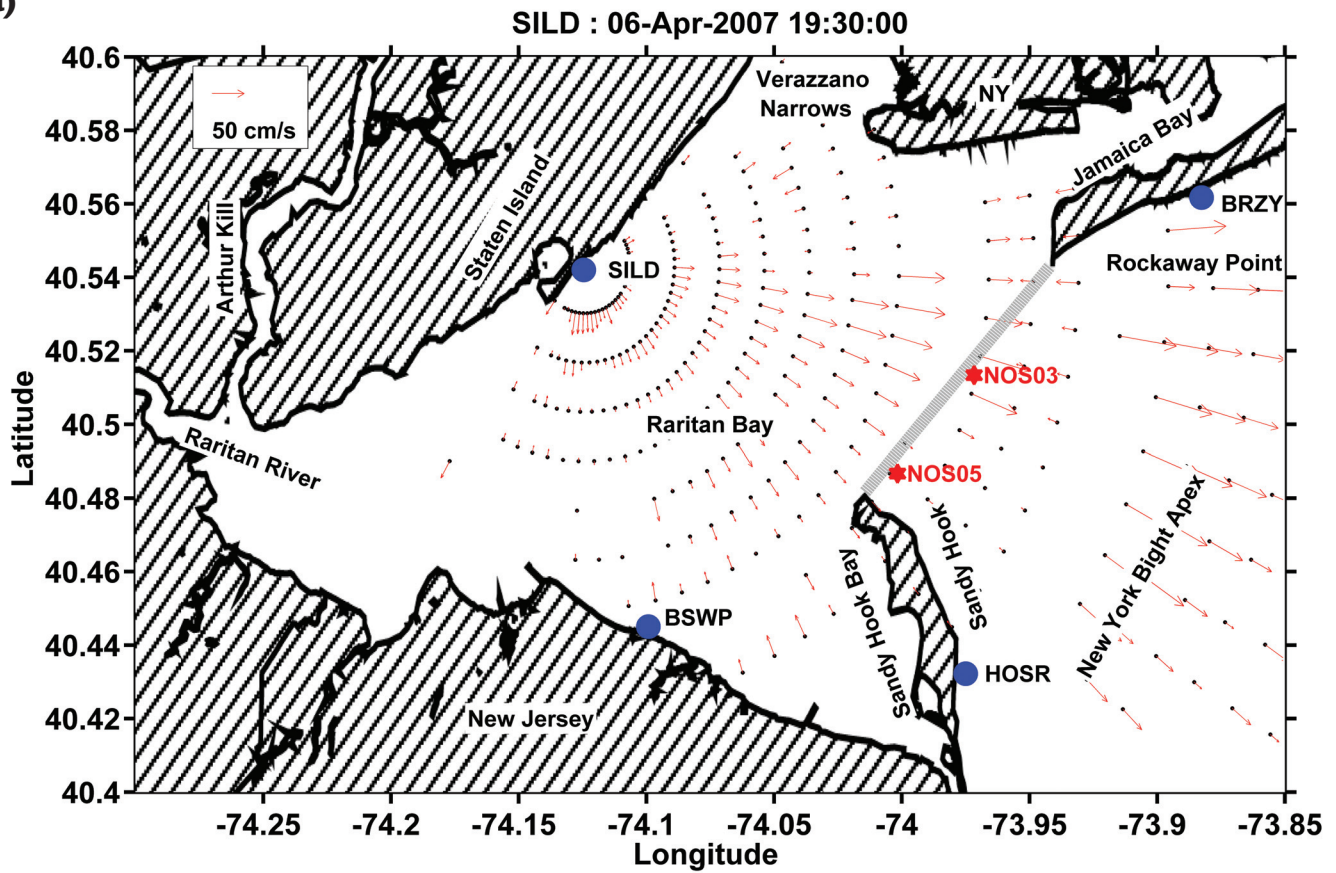 SILD : 06-Apr-2007 19:30:00
50 cm/s
Verazzano
Narrows
NY
Jamaica Bay
BRZY
Rockaway Point
Arthur Kill
Staten Island
SILD
NOS03
Raritan Bay
Raritan River
NOS05
New York Bight Apex
Sandy Hook
Sandy Hook Bay
BSWP
HOSR
New Jersey
Latitude
40.6
40.58
40.56
40.54
40.52
40.5
40.48
40.46
40.44
40.42
40.4
-74.25
-74.2
-74.15
-74.1
-74.05
-74
-73.95
-73.9
-73.85
Longitude